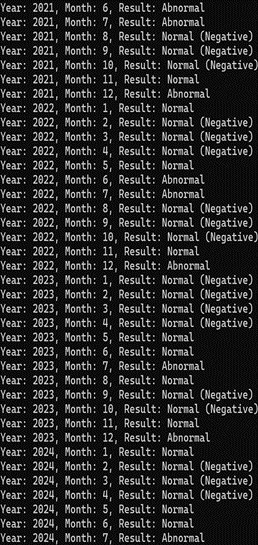 Year: 2021, Month: 6, Result: Abnormal
Year: 2021, Month: 7, Result: Abnormal
Year: 2021, Month: 8, Result: Normal (Negative)
Year: 2021, Month: 9, Result: Normal (Negative)
Year: 2021, Month: 10, Result: Normal (Negative)
Year: 2021, Month: 11, Result: Normal
Year: 2021, Month: 12, Result: Abnormal
Year: 2022, Month: 1, Result: Normal
Year: 2022, Month: 2, Result: Normal (Negative)
Year: 2022, Month: 3, Result: Normal (Negative)
Year: 2022, Month: 4, Result: Normal (Negative)
Year: 2022, Month: 5, Result: Normal
Year: 2022, Month: 6, Result: Abnormal
Year: 2022, Month: 7, Result: Abnormal
Year: 2022, Month: 8, Result: Normal (Negative)
Year: 2022, Month: 9, Result: Normal (Negative)
Year: 2022, Month: 10, Result: Normal (Negative)
Year: 2022, Month: 11, Result: Normal
Year: 2022, Month: 12, Result: Abnormal
Year: 2023, Month: 1, Result: Normal (Negative)
Year: 2023, Month: 2, Result: Normal (Negative)
Year: 2023, Month: 3, Result: Normal (Negative)
Year: 2023, Month: 4, Result: Normal (Negative)
Year: 2023, Month: 5, Result: Normal
Year: 2023, Month: 6, Result: Normal
Year: 2023, Month: 7, Result: Abnormal
Year: 2023, Month: 8, Result: Normal
Year: 2023, Month: 9, Result: Normal (Negative)
Year: 2023, Month: 10, Result: Normal (Negative)
Year: 2023, Month: 11, Result: Normal
Year: 2023, Month: 12, Result: Abnormal
Year: 2024, Month: 1, Result: Normal
Year: 2024, Month: 2, Result: Normal (Negative)
Year: 2024, Month: 3, Result: Normal (Negative)
Year: 2024, Month: 4, Result: Normal (Negative)
Year: 2024, Month: 5, Result: Normal
Year: 2024, Month: 6, Result: Normal
Year: 2024, Month: 7, Result: Abnormal